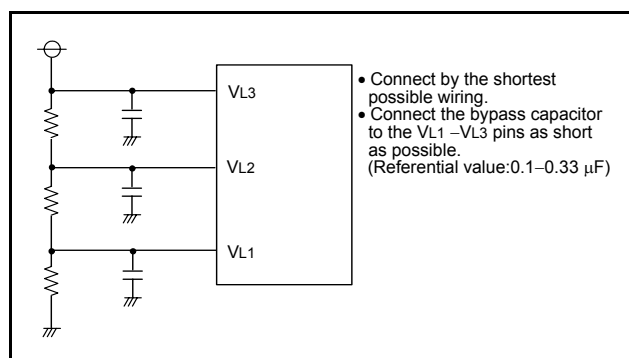 VL3
VL2
VL1
• Connect by the shortest
possible wiring.
• Connect the bypass capacitor
to the VL1 –VL3 pins as short
as possible.
(Referential value:0.1–0.33 μF)